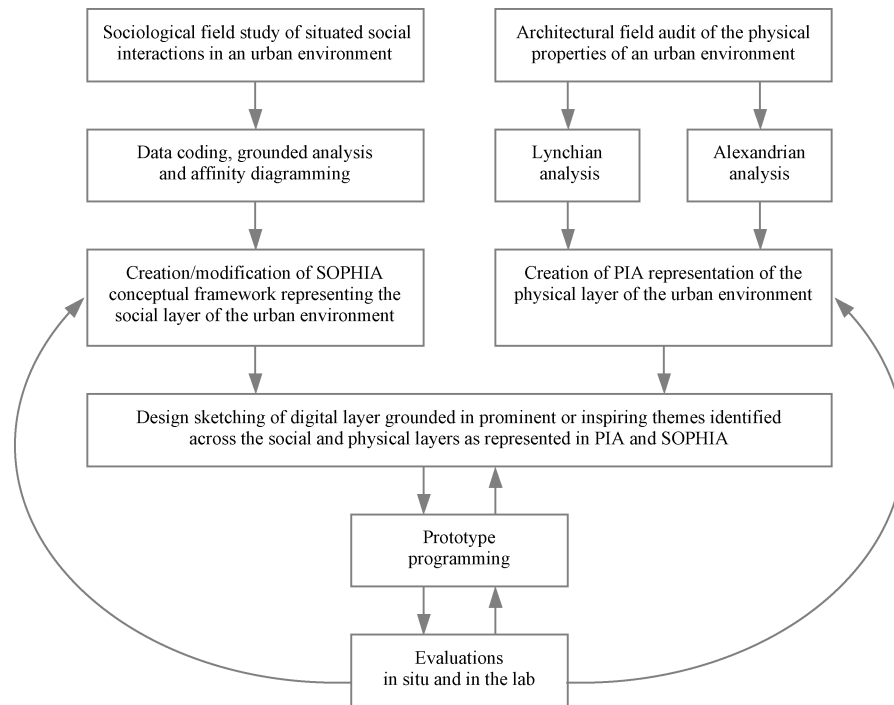 Sociological field study of situated social
interactions in an urban environment
Architectural field audit of the physical
properties of an urban environment
Data coding, grounded analysis
and affinity diagramming
Lynchian
analysis
Alexandrian
analysis
Creation/modification of SOPHIA
conceptual framework representing the
social layer of the urban environment
Creation of PIA representation of the
physical layer of the urban environment
Design sketching of digital layer grounded in prominent or inspiring themes identified
across the social and physical layers as represented in PIA and SOPHIA
Prototype
programming
Evaluations
in situ and in the lab